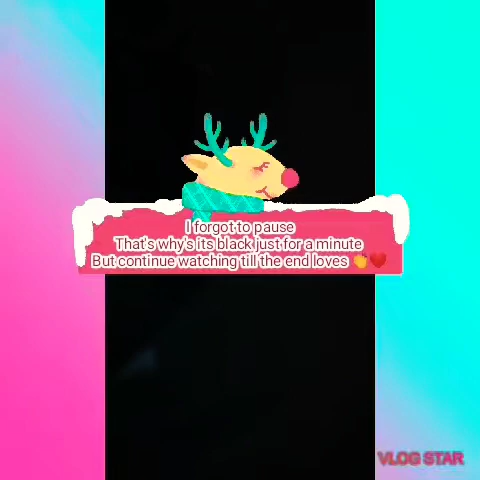 I forgot to pause
That's why's its black just for a minute
But continue watching till the end loves 👏❤️
VLOG STAR